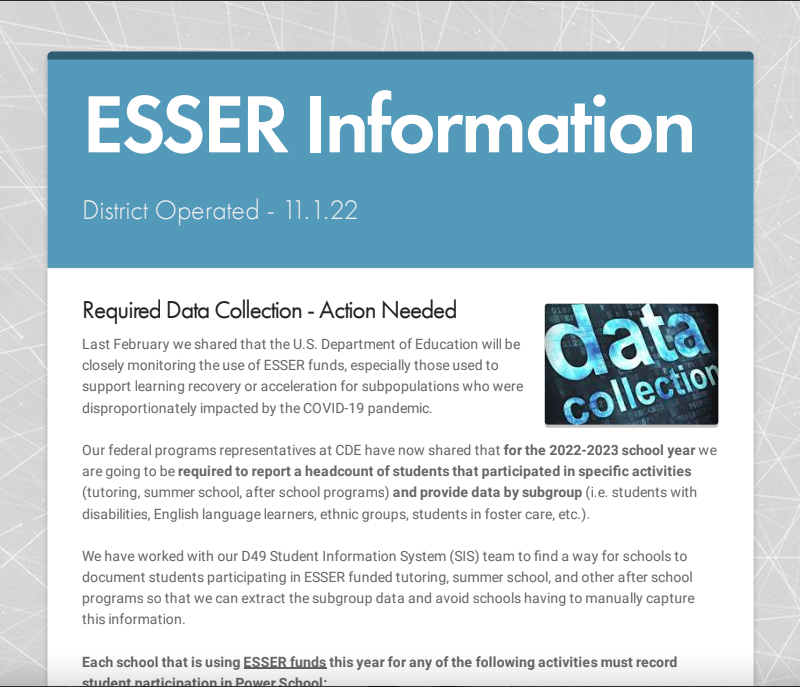 ESSER Information
District Operated - 11.1.22
Required Data Collection - Action Needed
Last February we shared that the U.S. Department of Education will be
closely monitoring the use of ESSER funds, especially those used to
support learning recovery or acceleration for subpopulations who were
disproportionately impacted by the COVID-19 pandemic.
data
collection
Our federal programs representatives at CDE have now shared that for the 2022-2023 school year we
are going to be required to report a headcount of students that participated in specific activities
(tutoring, summer school, after school programs) and provide data by subgroup (i.e. students with
disabilities, English language learners, ethnic groups, students in foster care, etc.).
We have worked with our D49 Student Information System (SIS) team to find a way for schools to
document students participating in ESSER funded tutoring, summer school, and other after school
programs so that we can extract the subgroup data and avoid schools having to manually capture
this information.
Each school that is using ESSER funds this year for any of the following activities must record
student participation in Power School: